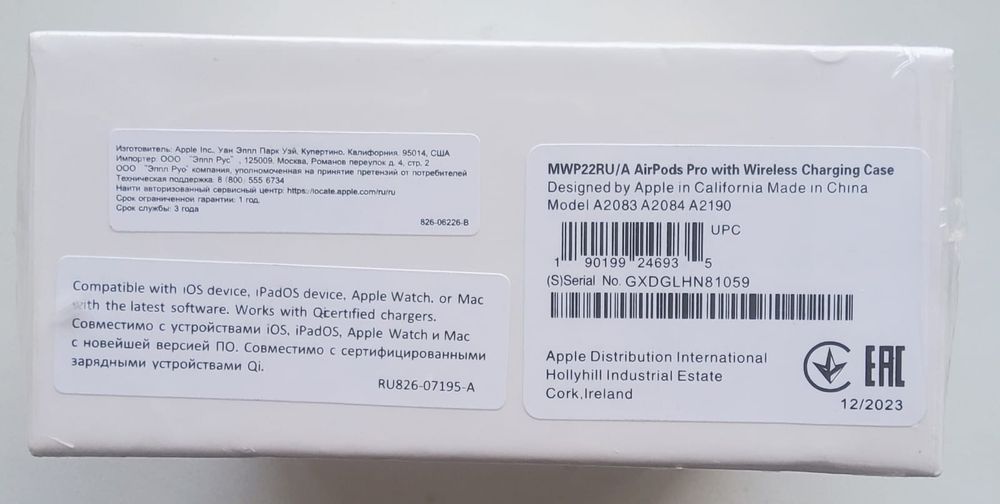 Изготовитель: Apple Inc., Уан Эппл Парк Уэй, Купертино, Калифорния, 95014, США
Импортер: ООО "Эппл Рус" , 125009, Москва, Романов переулок д. 4, стр. 2
ООО "Эппл Рус" компания, уполномоченная на принятие претензий от потребителей
Техническая поддержка: 8 (800) 555 6734
Найти авторизованный сервисный центр: https://locate.apple.com/ru/ru
Срок ограниченной гарантии: 1 год.
Срок службы: 3 года
826-06226-B
Compatible with iOS device, iPadOS device, Apple Watch, or Mac
with the latest software. Works with Qi-certified chargers.
Совместимо с устройствами iOS, iPadOS, Apple Watch и Mac
с новейшей версией ПО. Совместимо с сертифицированными
зарядными устройствами Qi.
RU826-07195-A
MWP22RU/A AirPods Pro with Wireless Charging Case
Designed by Apple in California Made in China
Model A2083 A2084 A2190
UPC
1 90199 24693 5
(S)Serial No. GXDGLHN81059
Apple Distribution International
Hollyhill Industrial Estate
Cork,Ireland
EAC
12/2023